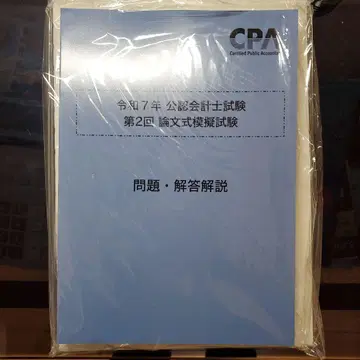 CPA
Certified Public Accountant
令和7年 公認会計士試験
第2回 論文式模擬試験
問題・解答解説